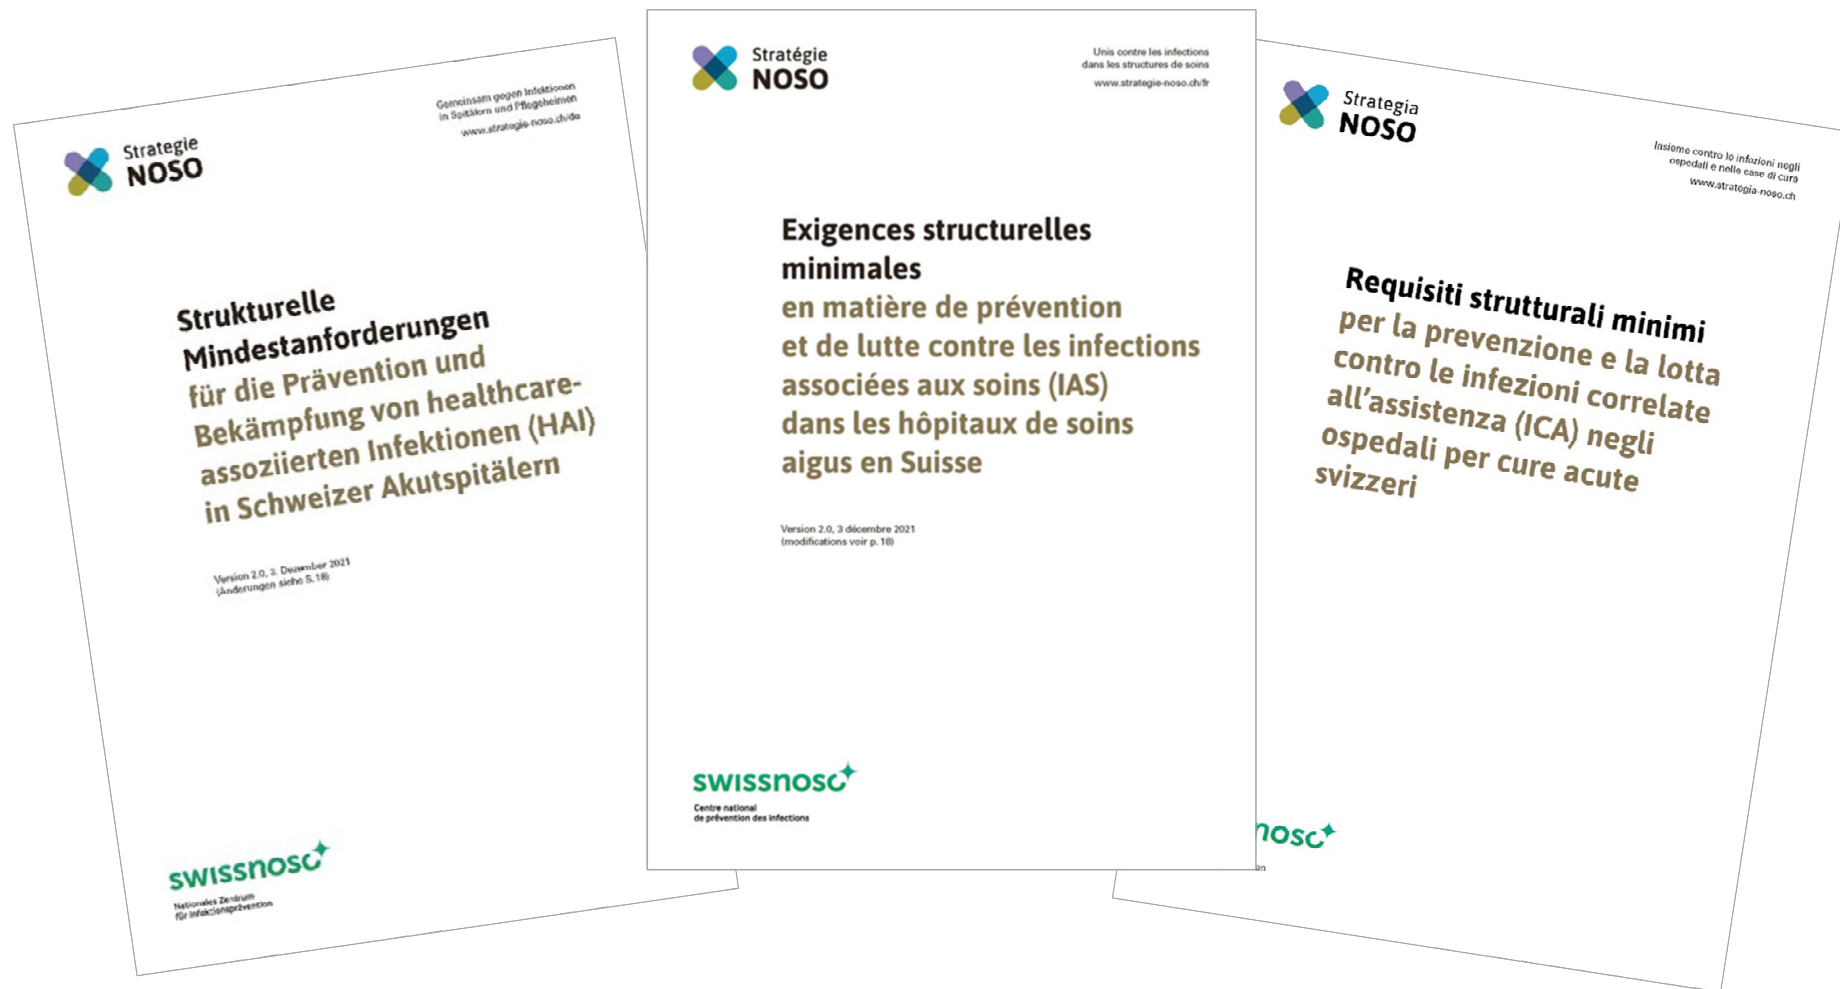 Strategie
NOSO
Gemeinsam gegen Infektionen
in Spitälern und Pflegeheimen
www.strategie-noso.ch/de
Strukturelle
Mindestanforderungen
für die Prävention und
Bekämpfung von healthcare-
assoziierten Infektionen (HAI)
in Schweizer Akutspitälern
Version 2.0, 3. Dezember 2021
(Änderungen siehe S. 18)
swissnoso
Nationales Zentrum
für Infektionsprävention
Stratégie
NOSO
Unis contre les infections
dans les structures de soins
www.strategie-noso.ch/fr
Exigences structurelles
minimales
en matière de prévention
et de lutte contre les infections
associées aux soins (IAS)
dans les hôpitaux de soins
aigus en Suisse
Version 2.0, 3 décembre 2021
(modifications voir p. 18)
swissnoso
Centre national
de prévention des infections
Strategia
NOSO
Insieme contro le infezioni negli
ospedali e nelle case di cura
www.strategia-noso.ch
Requisiti strutturali minimi
per la prevenzione e la lotta
contro le infezioni correlate
all'assistenza (ICA) negli
ospedali per cure acute
svizzeri
noso